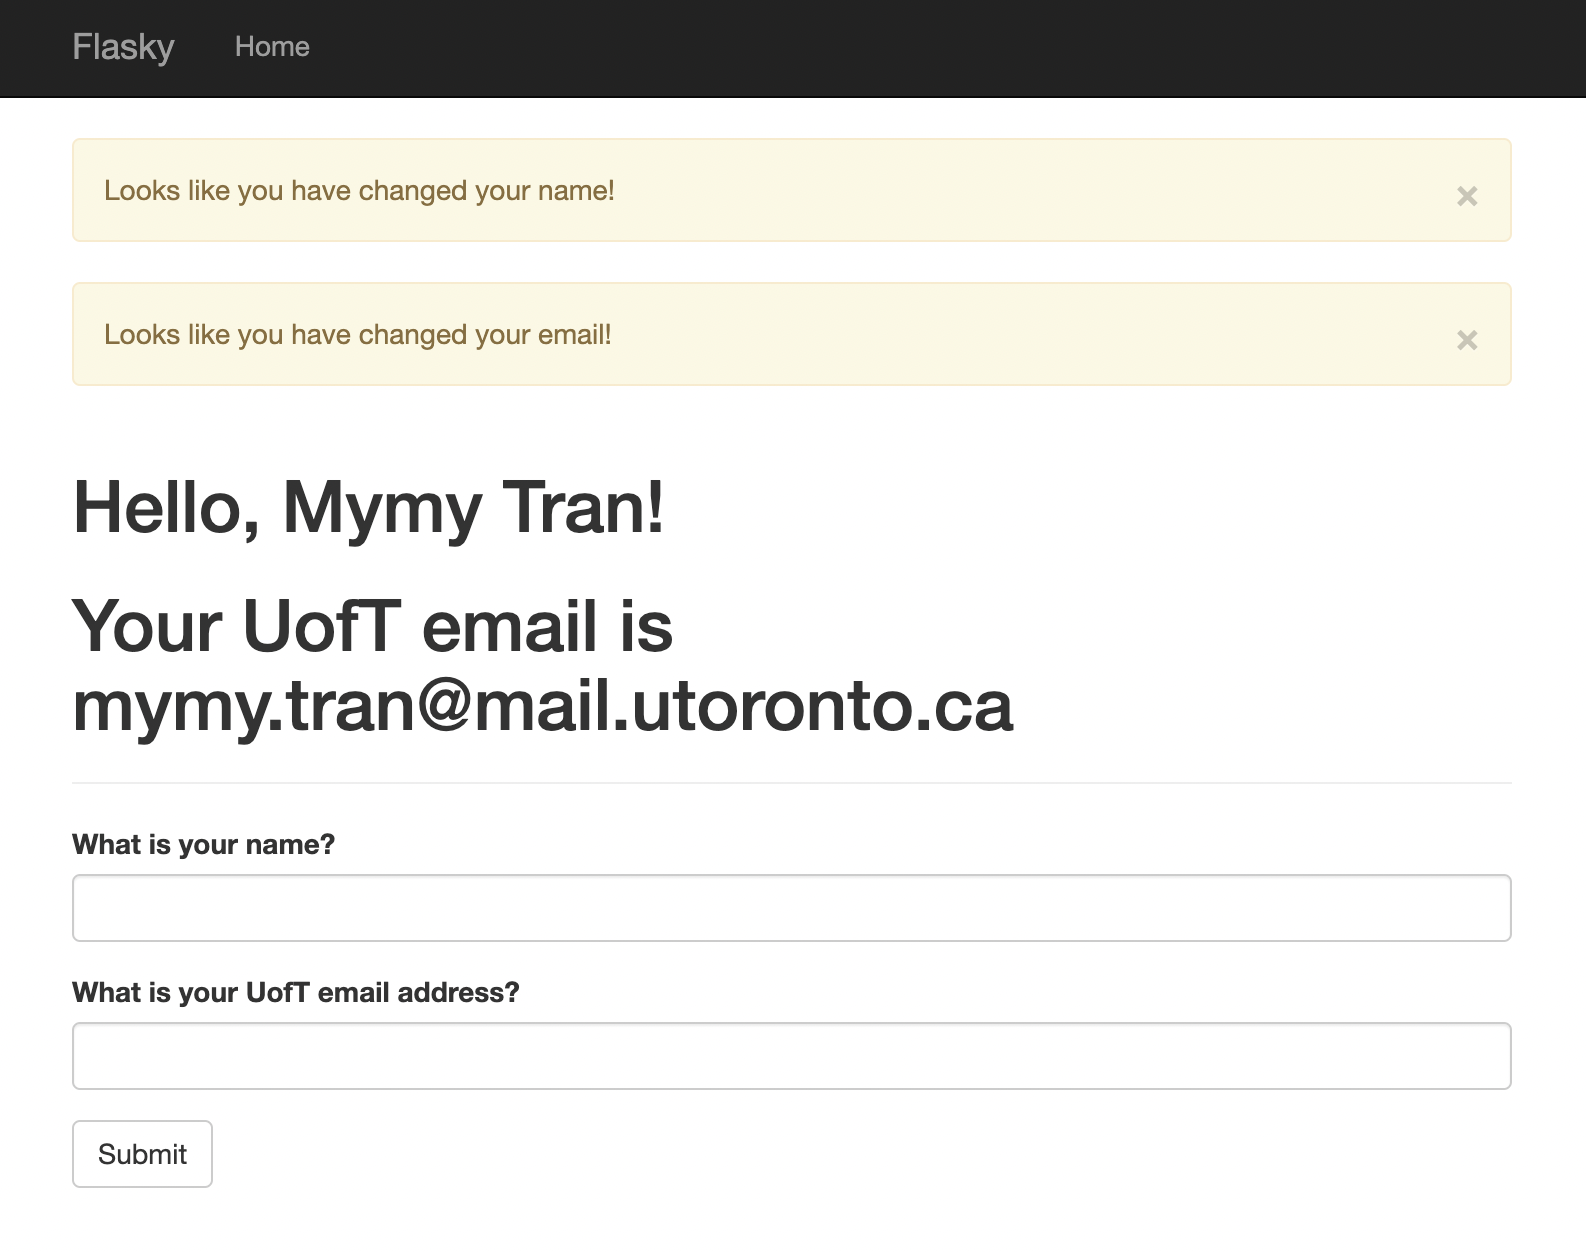 Flasky Home
Looks like you have changed your name! ×
Looks like you have changed your email! ×
Hello, Mymy Tran!
Your UofT email is
mymy.tran@mail.utoronto.ca
What is your name?
What is your UofT email address?
Submit